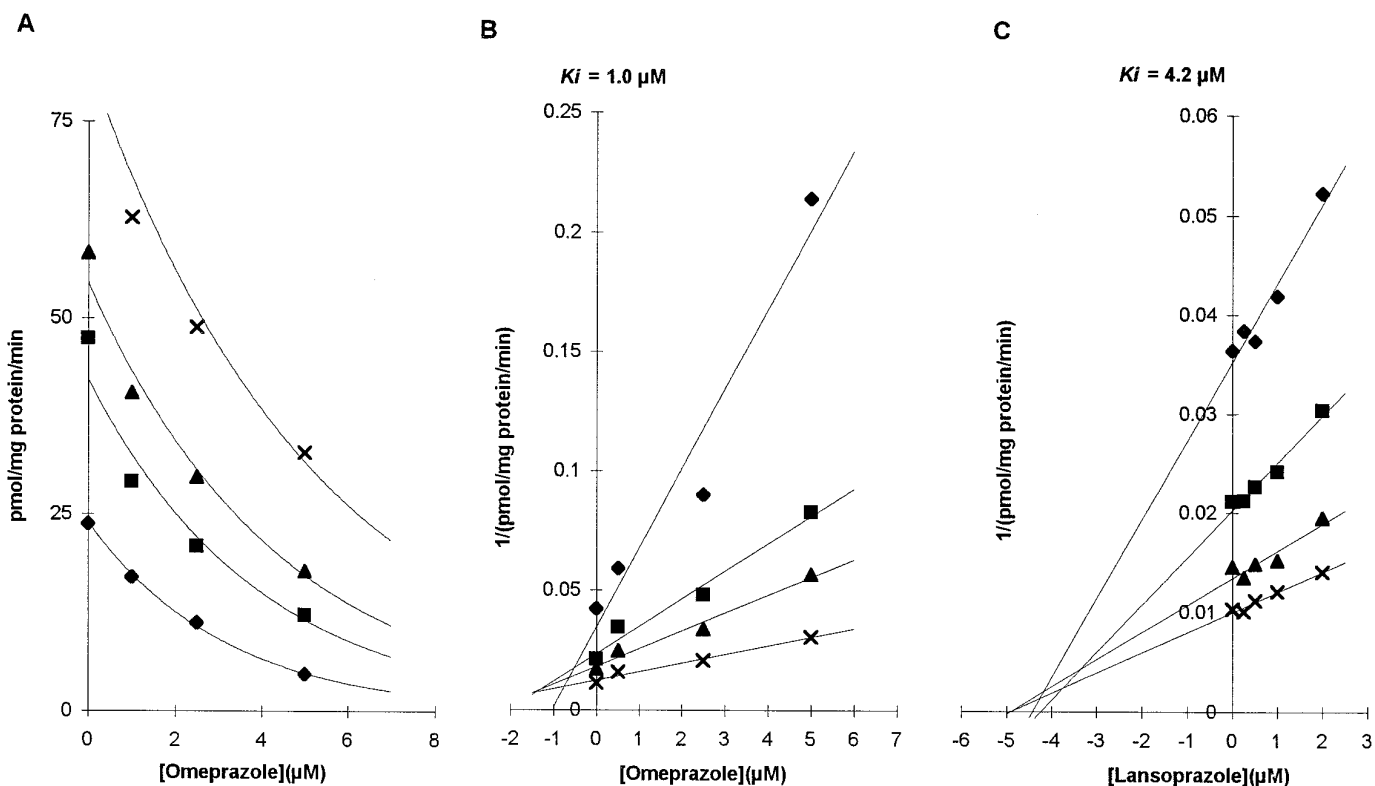 A
75
50
25
0
pmol/mg protein/min
0 2 4 6 8
[Omeprazole](µM)
B
Ki = 1.0 µM
0.25
0.2
0.15
0.1
0.05
0
1/(pmol/mg protein/min)
-2 -1 0 1 2 3 4 5 6 7
[Omeprazole](µM)
C
Ki = 4.2 µM
0.06
0.05
0.04
0.03
0.02
0.01
0
1/(pmol/mg protein/min)
-6 -5 -4 -3 -2 -1 0 1 2 3
[Lansoprazole](µM)